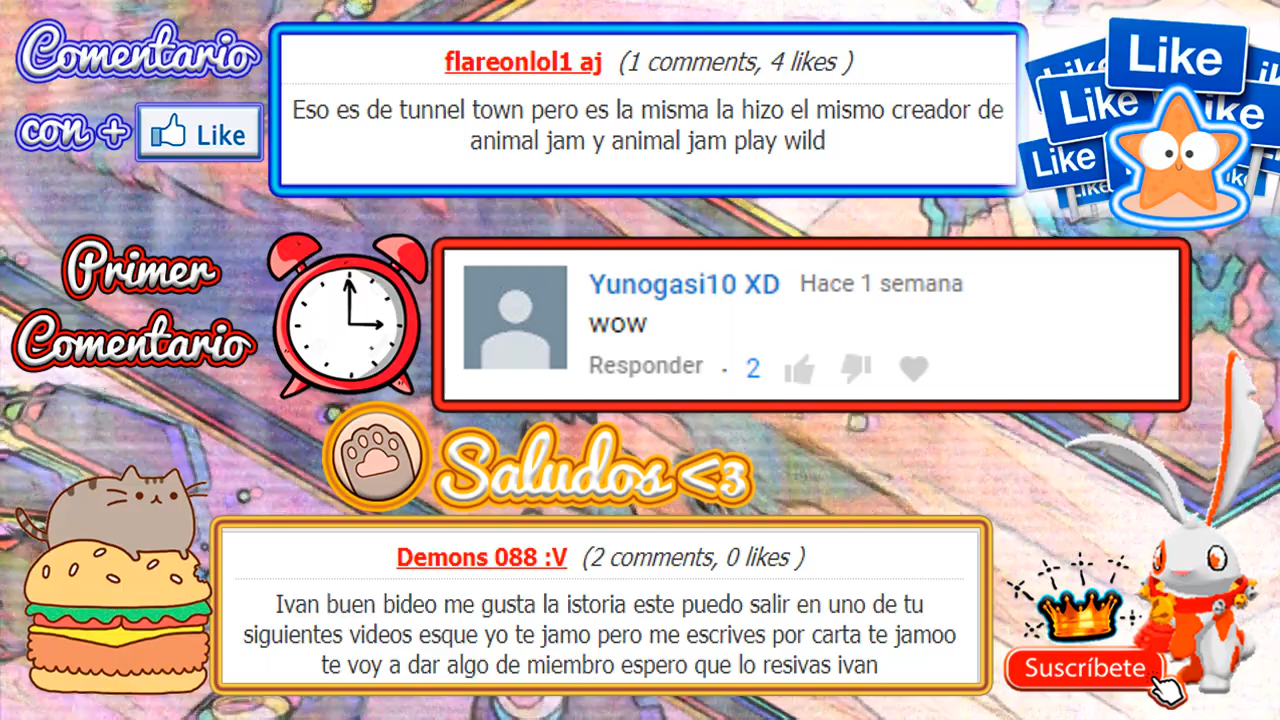 Comentario
con + Like
flareonlol1 aj (1 comments, 4 likes )
Eso es de tunnel town pero es la misma la hizo el mismo creador de
animal jam y animal jam play wild
Like
Like
Like
Like
Like
Like
Primer
Comentario
Yunogasi10 XD Hace 1 semana
wow
Responder . 2
Saludos <3
Demons 088 :V (2 comments, 0 likes )
Ivan buen bideo me gusta la istoria este puedo salir en uno de tu
siguientes videos esque yo te jamo pero me escrives por carta te jamoo
te voy a dar algo de miembro espero que lo resivas ivan
Suscríbete